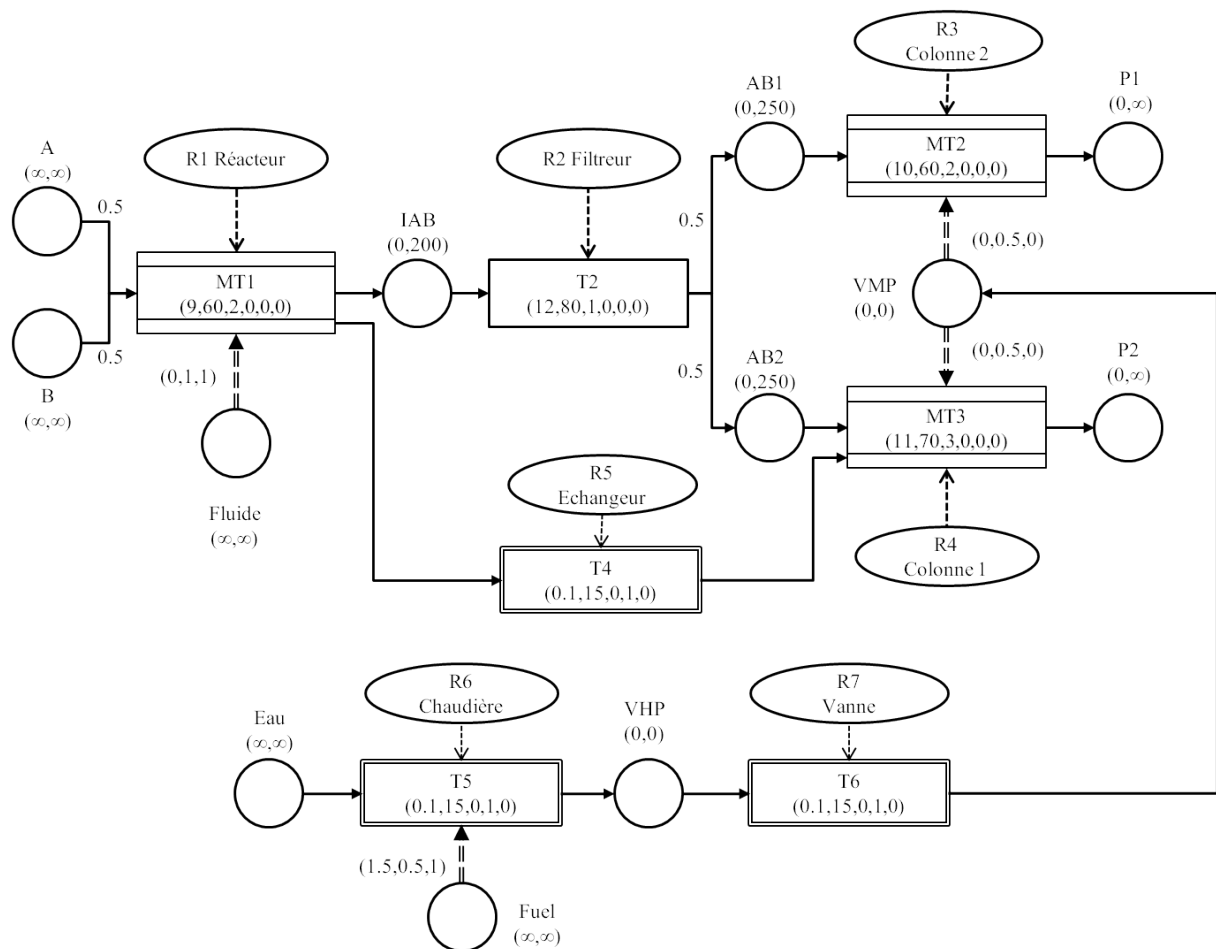 R3
Colonne 2
AB1
(0,250)
P1
(0,∞)
A
(∞,∞)
R1 Réacteur
R2 Filtreur
MT2
(10,60,2,0,0,0)
0.5
0.5
IAB
(0,200)
(0,0.5,0)
MT1
(9,60,2,0,0,0)
T2
(12,80,1,0,0,0)
VMP
(0,0)
0.5
B
(∞,∞)
(0,1,1)
0.5
AB2
(0,250)
(0,0.5,0)
P2
(0,∞)
MT3
(11,70,3,0,0,0)
R5
Echangeur
Fluide
(∞,∞)
R4
Colonne 1
T4
(0.1,15,0,1,0)
R6
Chaudière
R7
Vanne
Eau
(∞,∞)
VHP
(0,0)
T5
(0.1,15,0,1,0)
T6
(0.1,15,0,1,0)
(1.5,0.5,1)
Fuel
(∞,∞)